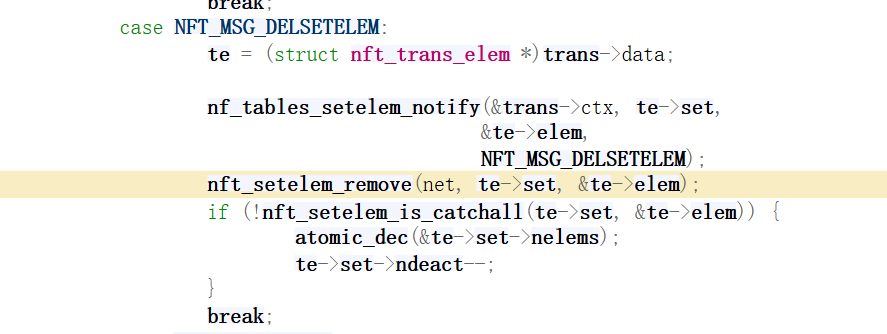 break;
case NFT_MSG_DELSETELEM:
te = (struct nft_trans_elem *)trans->data;
nf_tables_setelem_notify(&trans->ctx, te->set,
&te->elem,
NFT_MSG_DELSETELEM);
nft_setelem_remove(net, te->set, &te->elem);
if (!nft_setelem_is_catchall(te->set, &te->elem)) {
atomic_dec(&te->set->nelems);
te->set->ndeact--;
}
break;